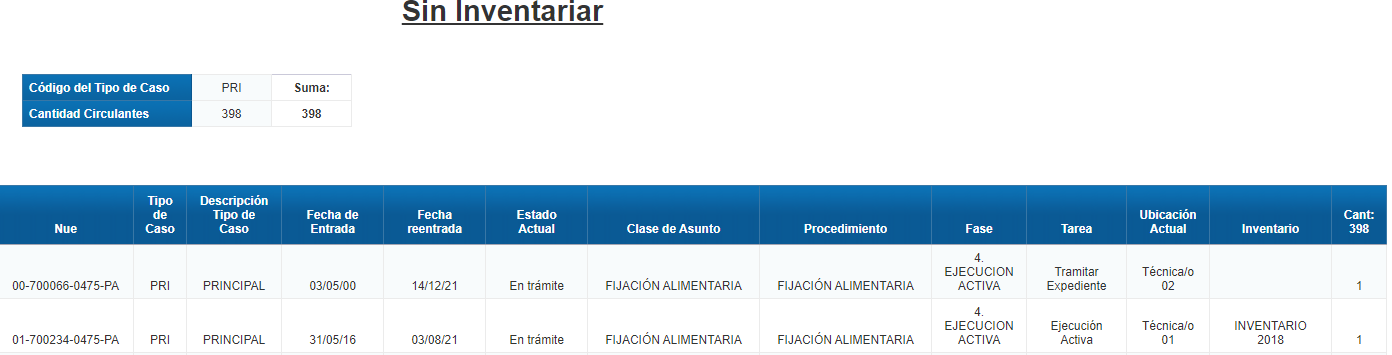 Sin Inventariar
Código del Tipo de Caso PRI Suma:
Cantidad Circulantes 398 398
Nue Tipo de Caso Descripción Tipo de Caso Fecha de Entrada Fecha reentrada Estado Actual Clase de Asunto Procedimiento Fase Tarea Ubicación Actual Inventario Cant: 398
00-700066-0475-PA PRI PRINCIPAL 03/05/00 14/12/21 En trámite FIJACIÓN ALIMENTARIA FIJACIÓN ALIMENTARIA 4. EJECUCION ACTIVA Tramitar Expediente Técnica/o 02 1
01-700234-0475-PA PRI PRINCIPAL 31/05/16 03/08/21 En trámite FIJACIÓN ALIMENTARIA FIJACIÓN ALIMENTARIA 4. EJECUCION ACTIVA Ejecución Activa Técnica/o 01 INVENTARIO 2018 1